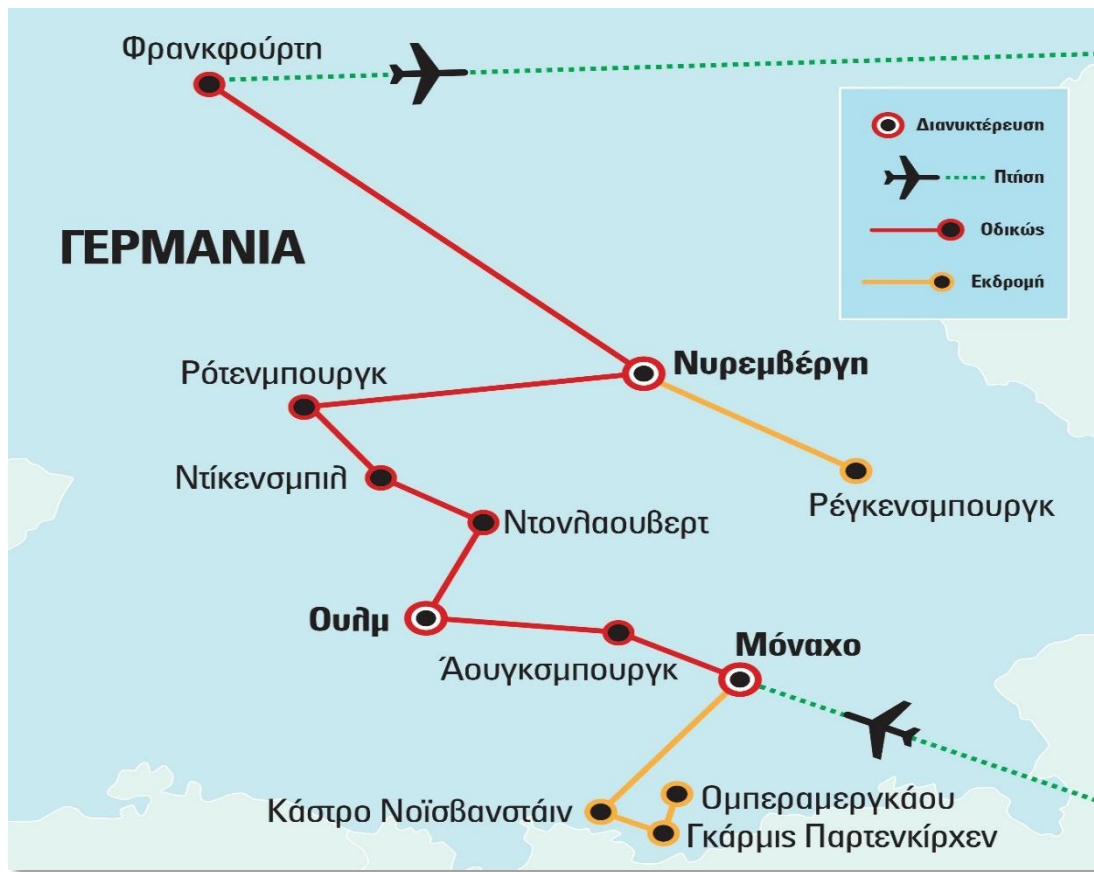 Φρανκφούρτη
Διανυκτέρευση
Πτήση
Οδικώς
Εκδρομή
ΓΕΡΜΑΝΙΑ
Νυρεμβέργη
Ρότενμπουργκ
Ντίκενσμπιλ
Ρέγκενσμπουργκ
Ντονλαουβερτ
Ουλμ
Μόναχο
Άουγκσμπουργκ
Ομπεραμεργκάου
Κάστρο Νοϊσβανστάιν
Γκάρμις Παρτενκίρχεν